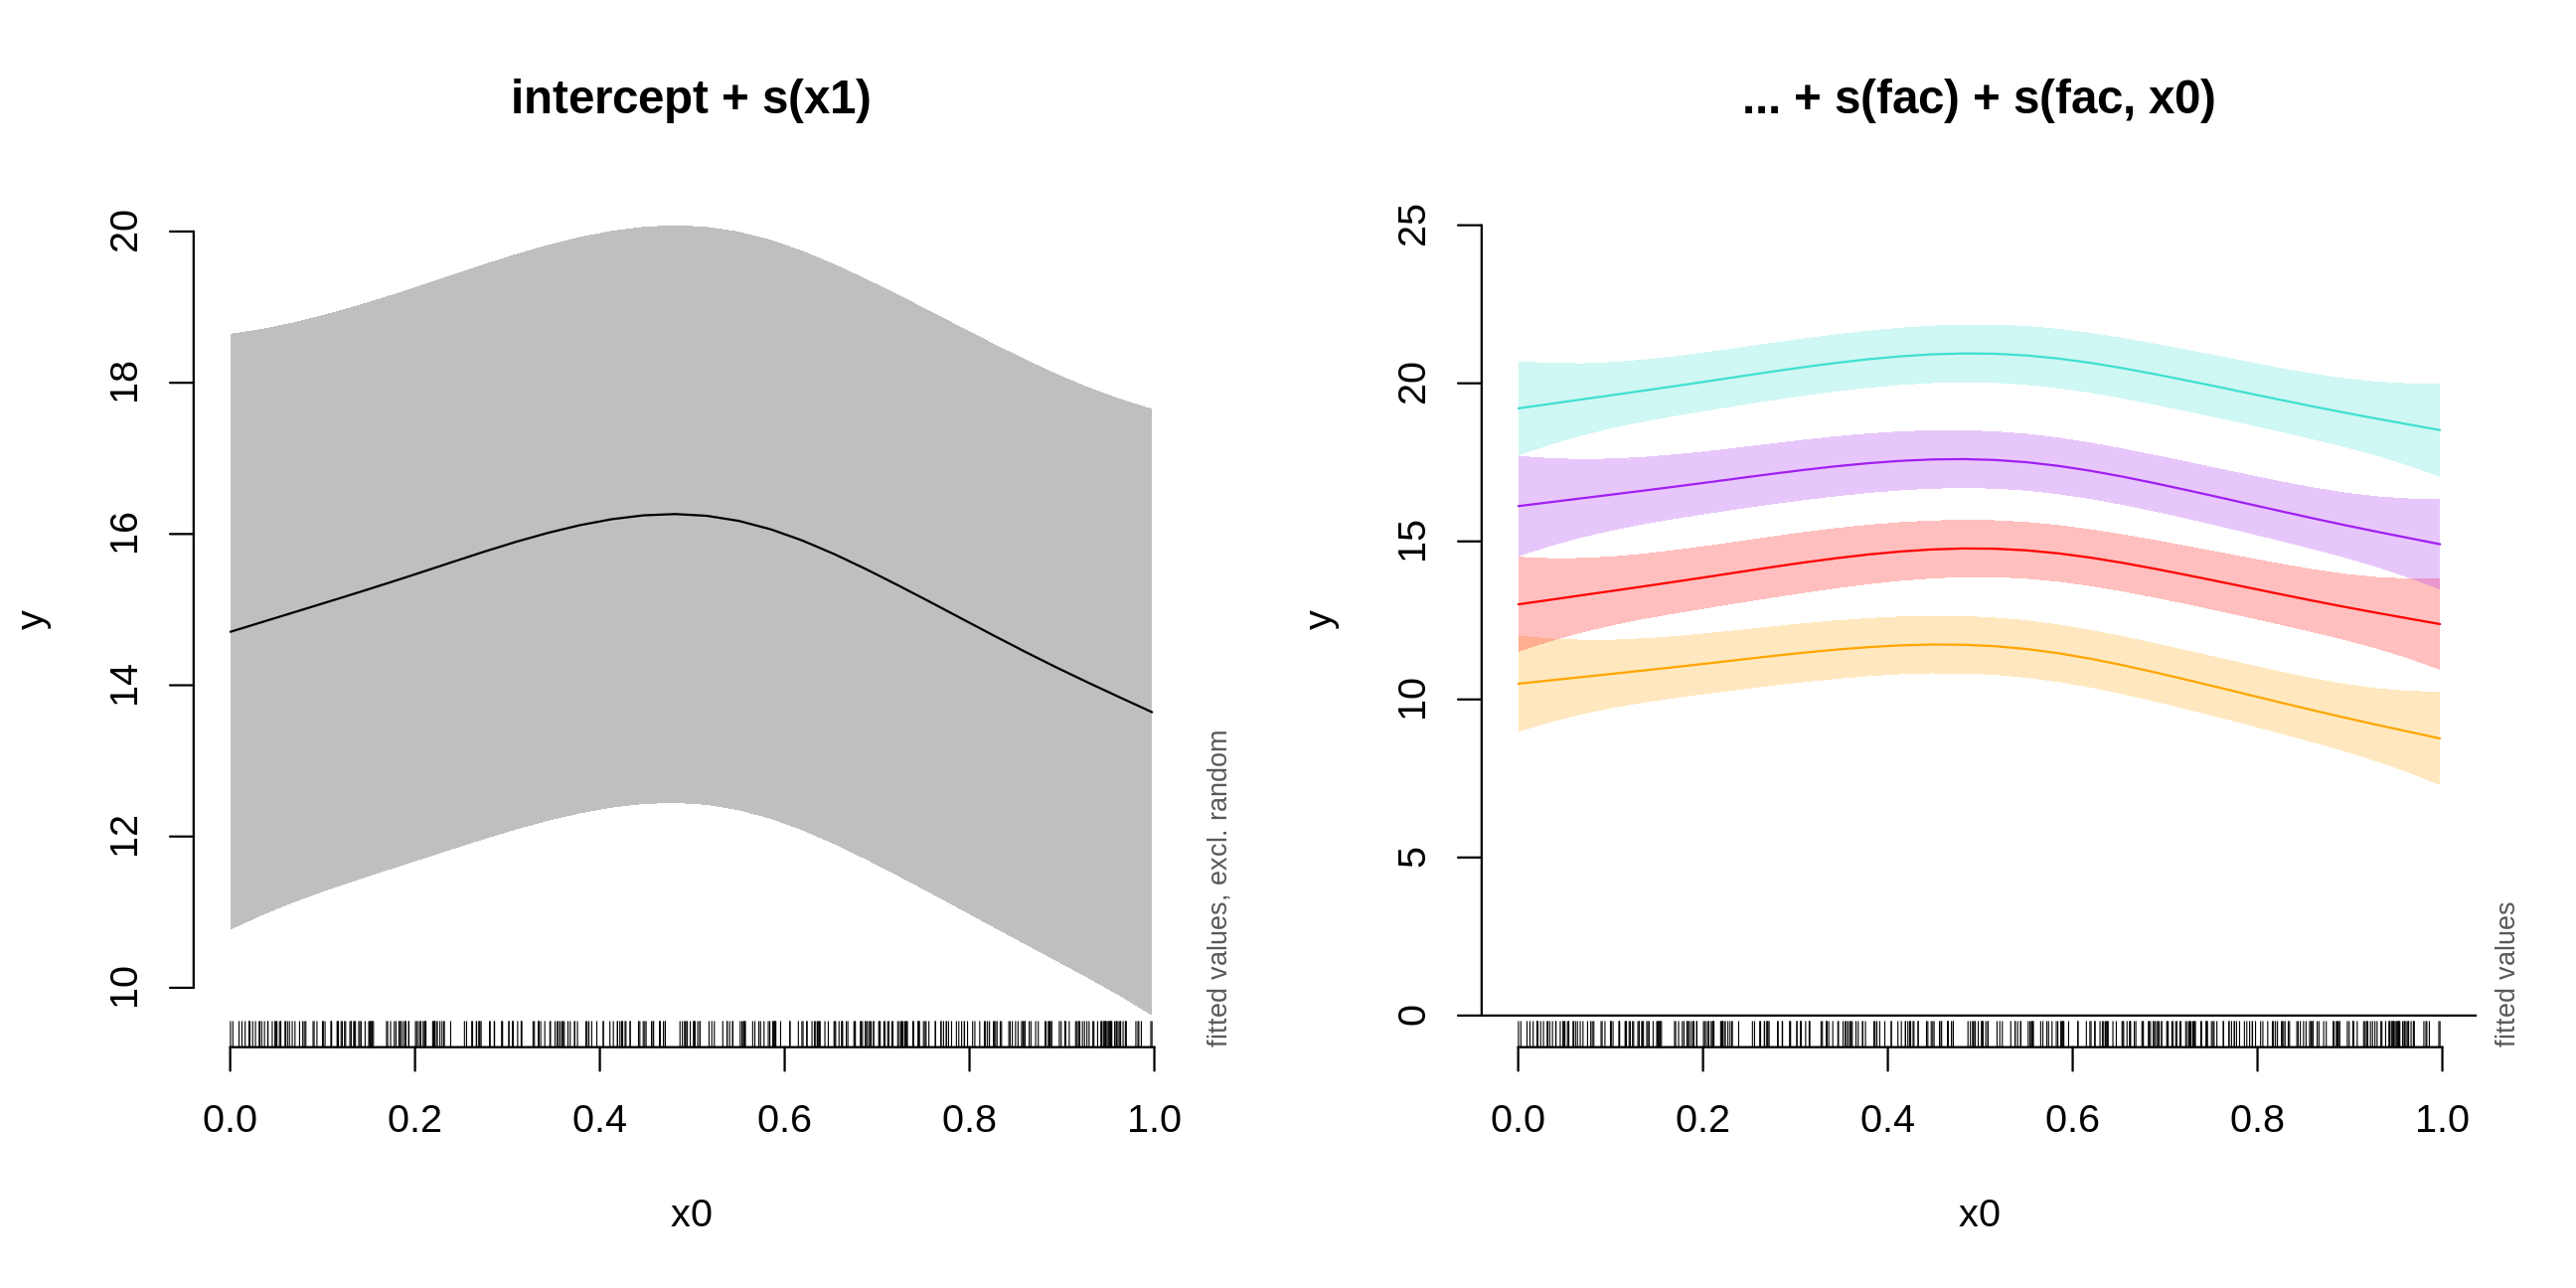 intercept + s(x1)
20
18
16
14
12
10
y
0.0 0.2 0.4 0.6 0.8 1.0
x0
fitted values, excl. random
... + s(fac) + s(fac, x0)
25
20
15
10
5
0
y
0.0 0.2 0.4 0.6 0.8 1.0
x0
fitted values